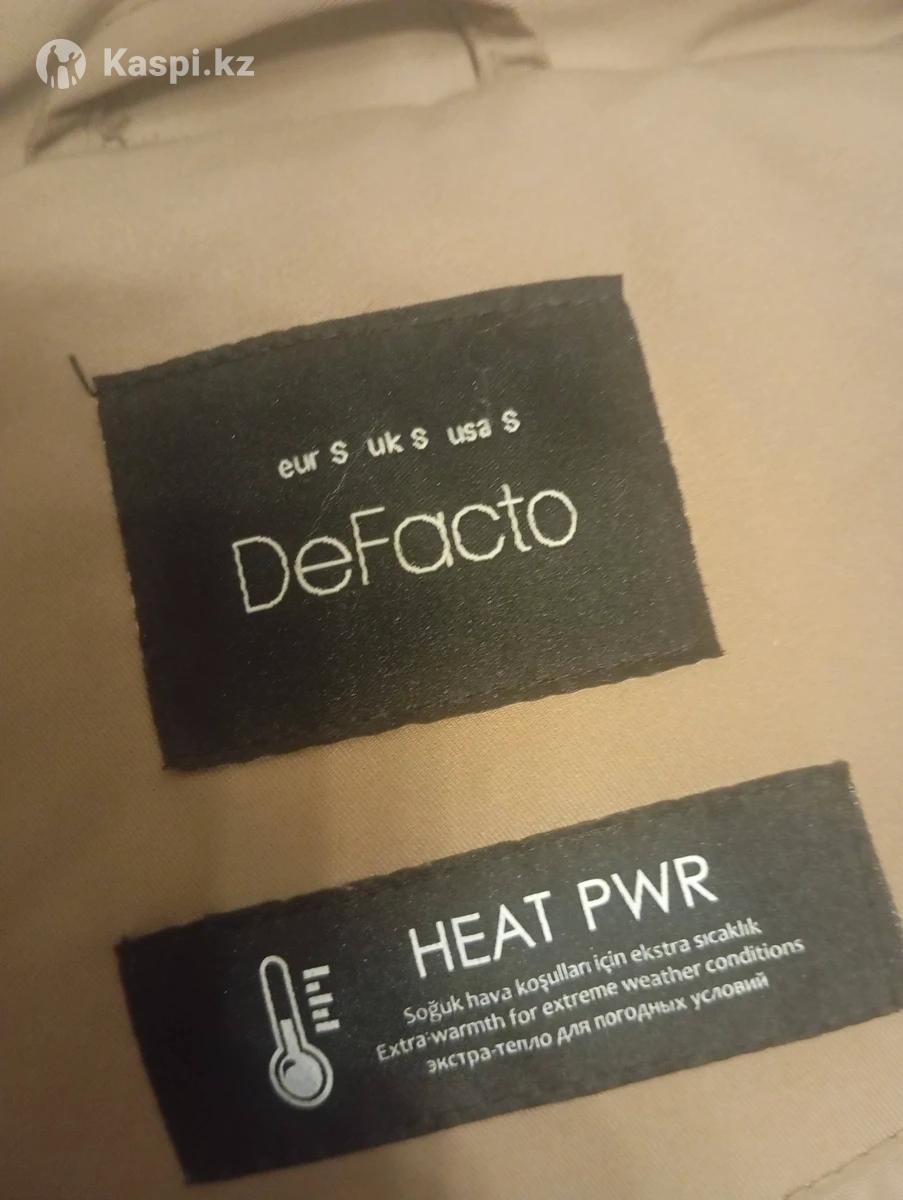 Kaspi.kz
eur S uk S usa S
DeFacto
HEAT PWR
Soğuk hava koşulları için ekstra sıcaklık
Extra-warmth for extreme weather conditions
экстра-тепло для погодных условий